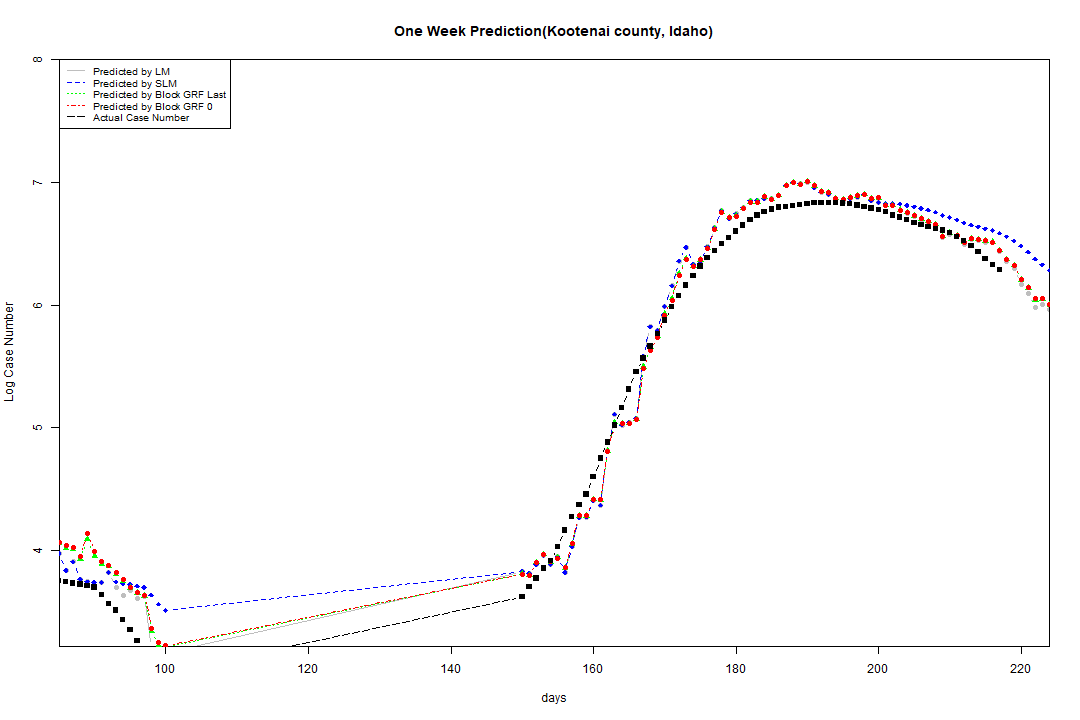 One Week Prediction(Kootenai county, Idaho)
Predicted by LM
Predicted by SLM
Predicted by Block GRF Last
Predicted by Block GRF 0
Actual Case Number
8
7
6
5
4
Log Case Number
100 120 140 160 180 200 220
days